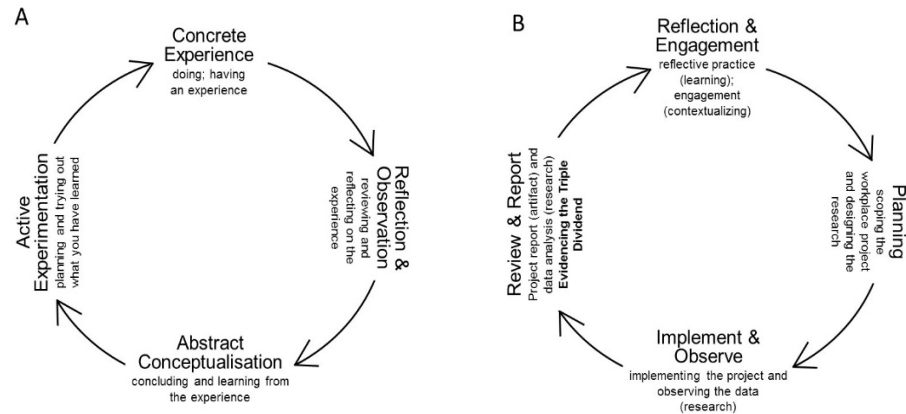 A
Concrete
Experience
doing; having
an experience
Reflection &
Observation
reviewing and
reflecting on the
experience
Abstract
Conceptualisation
concluding and learning from
the experience
Active
Experimentation
planning and trying out
what you have learned
B
Reflection &
Engagement
reflective practice
(learning);
engagement
(contextualizing)
Planning
scoping the
workplace project
and designing the
research
Implement &
Observe
implementing the project and
observing the data
(research)
Review & Report
Project report (artifact) and
data analysis (research)
Evidencing the Triple
Dividend